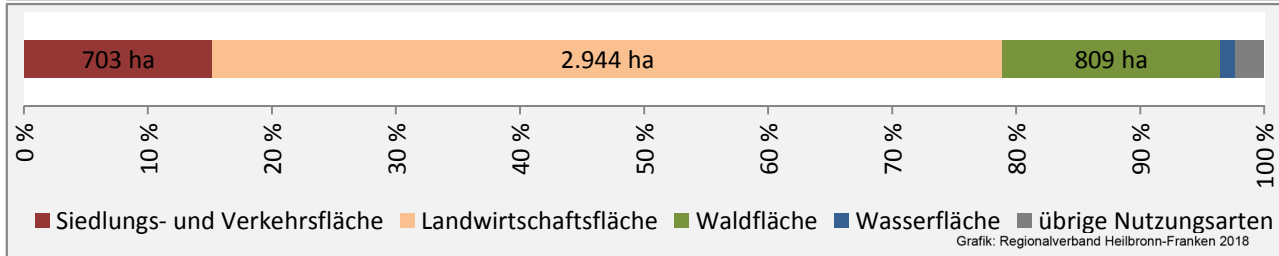 703 ha 2.944 ha 809 ha
0 % 10 % 20 % 30 % 40 % 50 % 60 % 70 % 80 % 90 % 100 %
Siedlungs- und Verkehrsfläche Landwirtschaftsfläche Waldfläche Wasserfläche übrige Nutzungsarten
Grafik: Regionalverband Heilbronn-Franken 2018